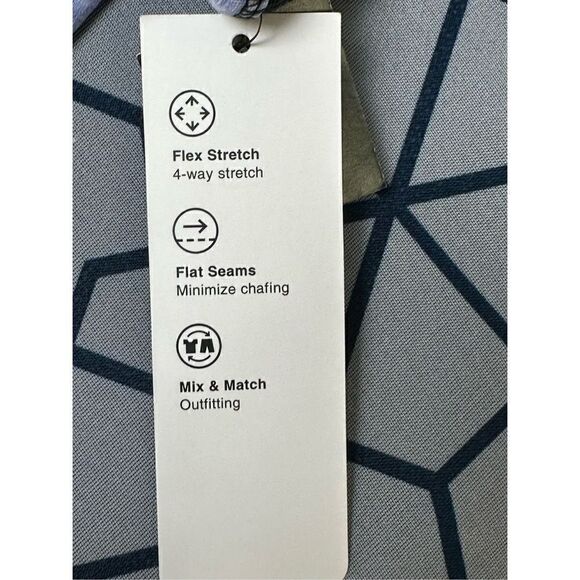 Flex Stretch
4-way stretch
Flat Seams
Minimize chafing
Mix & Match
Outfitting